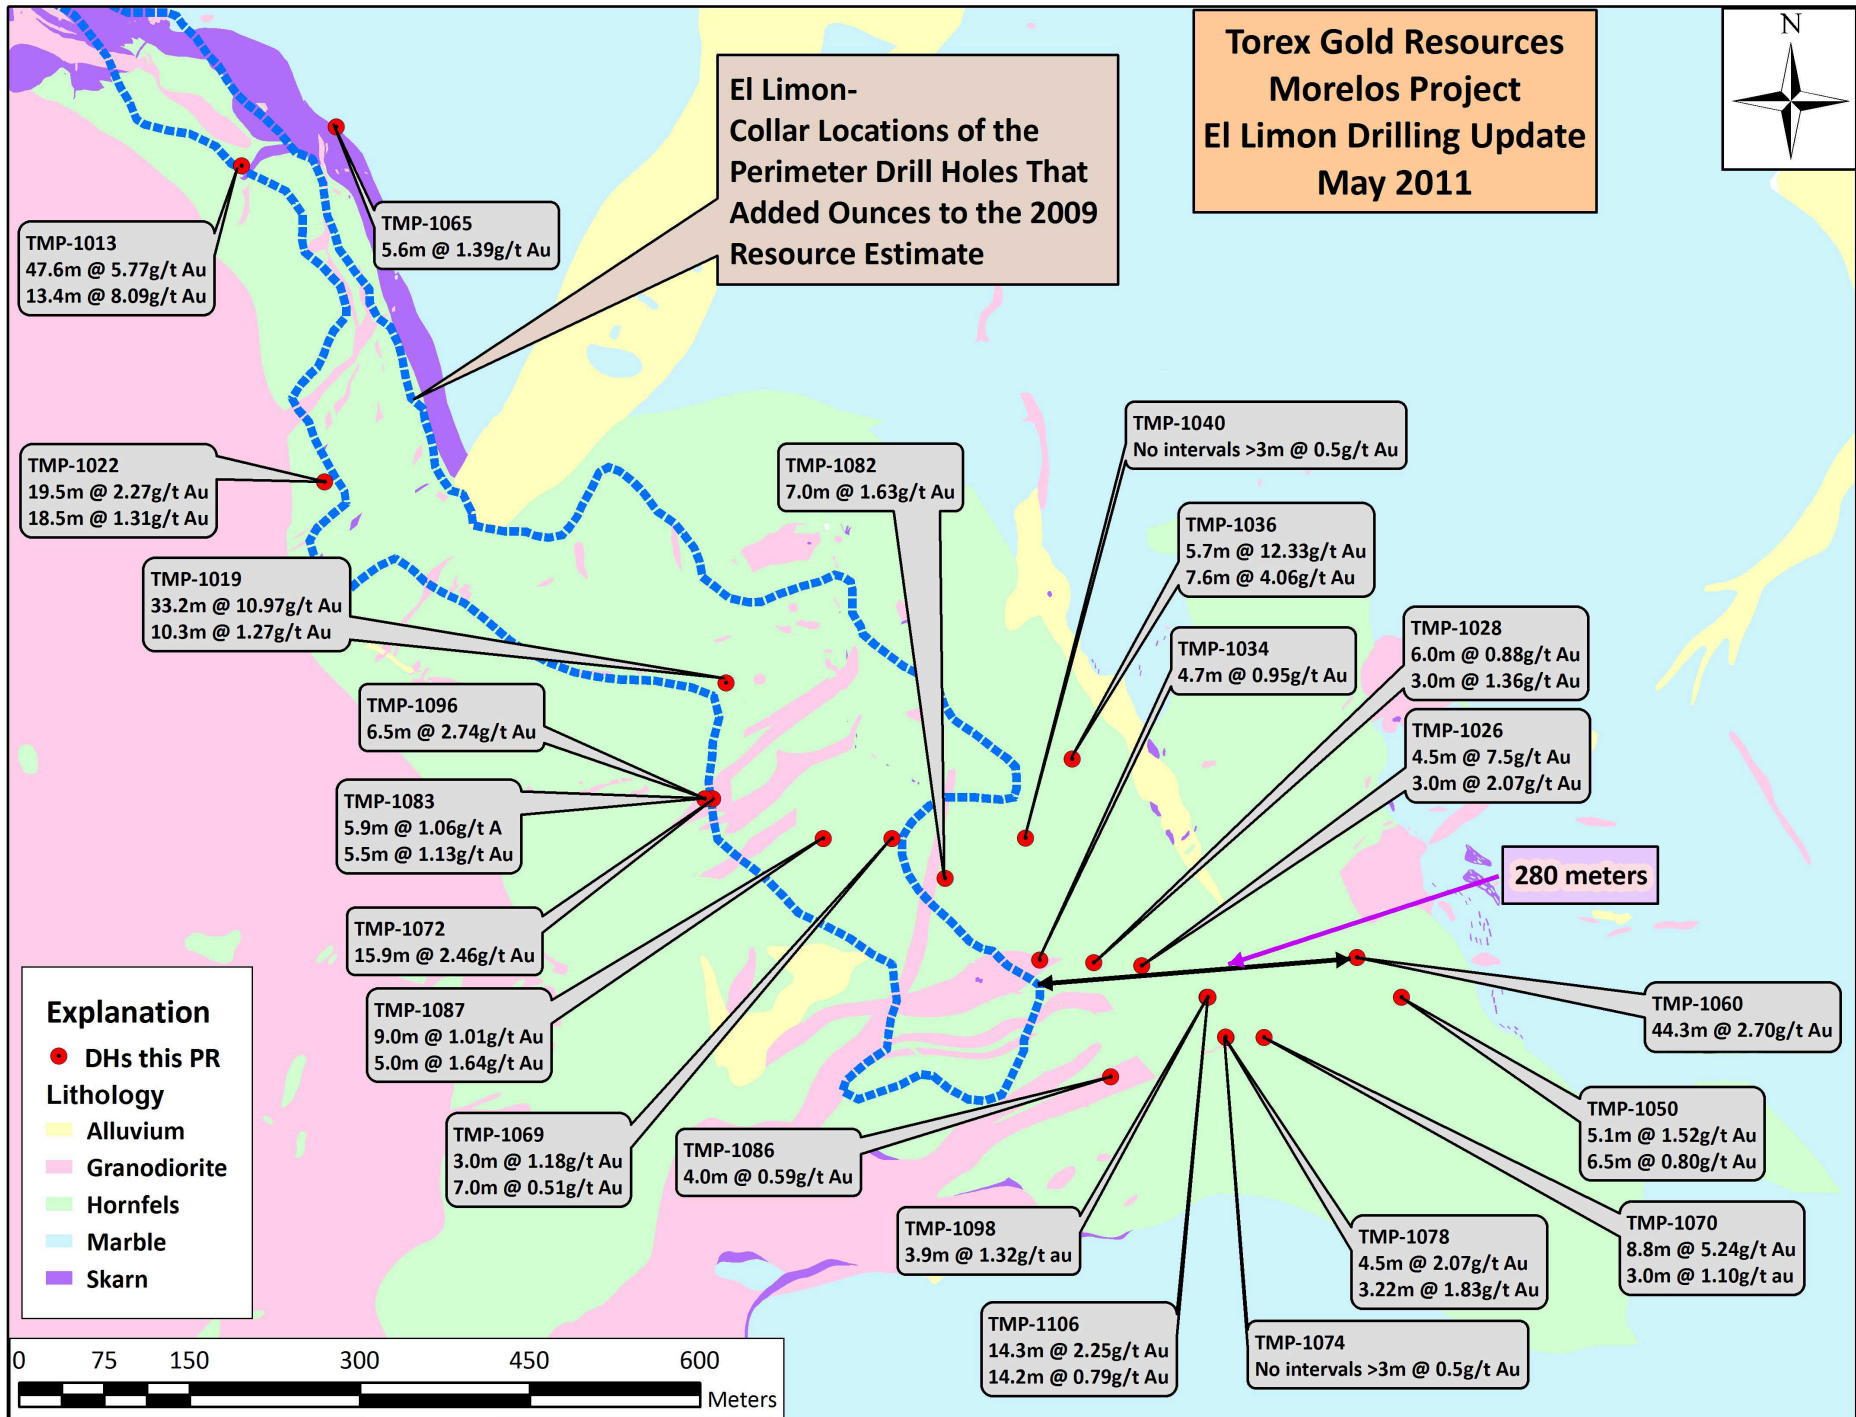 Torex Gold Resources
Morelos Project
El Limon Drilling Update
May 2011
N
El Limon-
Collar Locations of the
Perimeter Drill Holes That
Added Ounces to the 2009
Resource Estimate
TMP-1013
47.6m @ 5.77g/t Au
13.4m @ 8.09g/t Au
TMP-1065
5.6m @ 1.39g/t Au
TMP-1022
19.5m @ 2.27g/t Au
18.5m @ 1.31g/t Au
TMP-1082
7.0m @ 1.63g/t Au
TMP-1040
No intervals >3m @ 0.5g/t Au
TMP-1036
5.7m @ 12.33g/t Au
7.6m @ 4.06g/t Au
TMP-1019
33.2m @ 10.97g/t Au
10.3m @ 1.27g/t Au
TMP-1034
4.7m @ 0.95g/t Au
TMP-1028
6.0m @ 0.88g/t Au
3.0m @ 1.36g/t Au
TMP-1096
6.5m @ 2.74g/t Au
TMP-1026
4.5m @ 7.5g/t Au
3.0m @ 2.07g/t Au
TMP-1083
5.9m @ 1.06g/t A
5.5m @ 1.13g/t Au
280 meters
TMP-1072
15.9m @ 2.46g/t Au
TMP-1087
9.0m @ 1.01g/t Au
5.0m @ 1.64g/t Au
TMP-1060
44.3m @ 2.70g/t Au
TMP-1069
3.0m @ 1.18g/t Au
7.0m @ 0.51g/t Au
TMP-1086
4.0m @ 0.59g/t Au
TMP-1050
5.1m @ 1.52g/t Au
6.5m @ 0.80g/t Au
TMP-1098
3.9m @ 1.32g/t au
TMP-1078
4.5m @ 2.07g/t Au
3.22m @ 1.83g/t Au
TMP-1070
8.8m @ 5.24g/t Au
3.0m @ 1.10g/t au
TMP-1106
14.3m @ 2.25g/t Au
14.2m @ 0.79g/t Au
TMP-1074
No intervals >3m @ 0.5g/t Au
Explanation
DHs this PR
Lithology
Alluvium
Granodiorite
Hornfels
Marble
Skarn
0 75 150 300 450 600
Meters